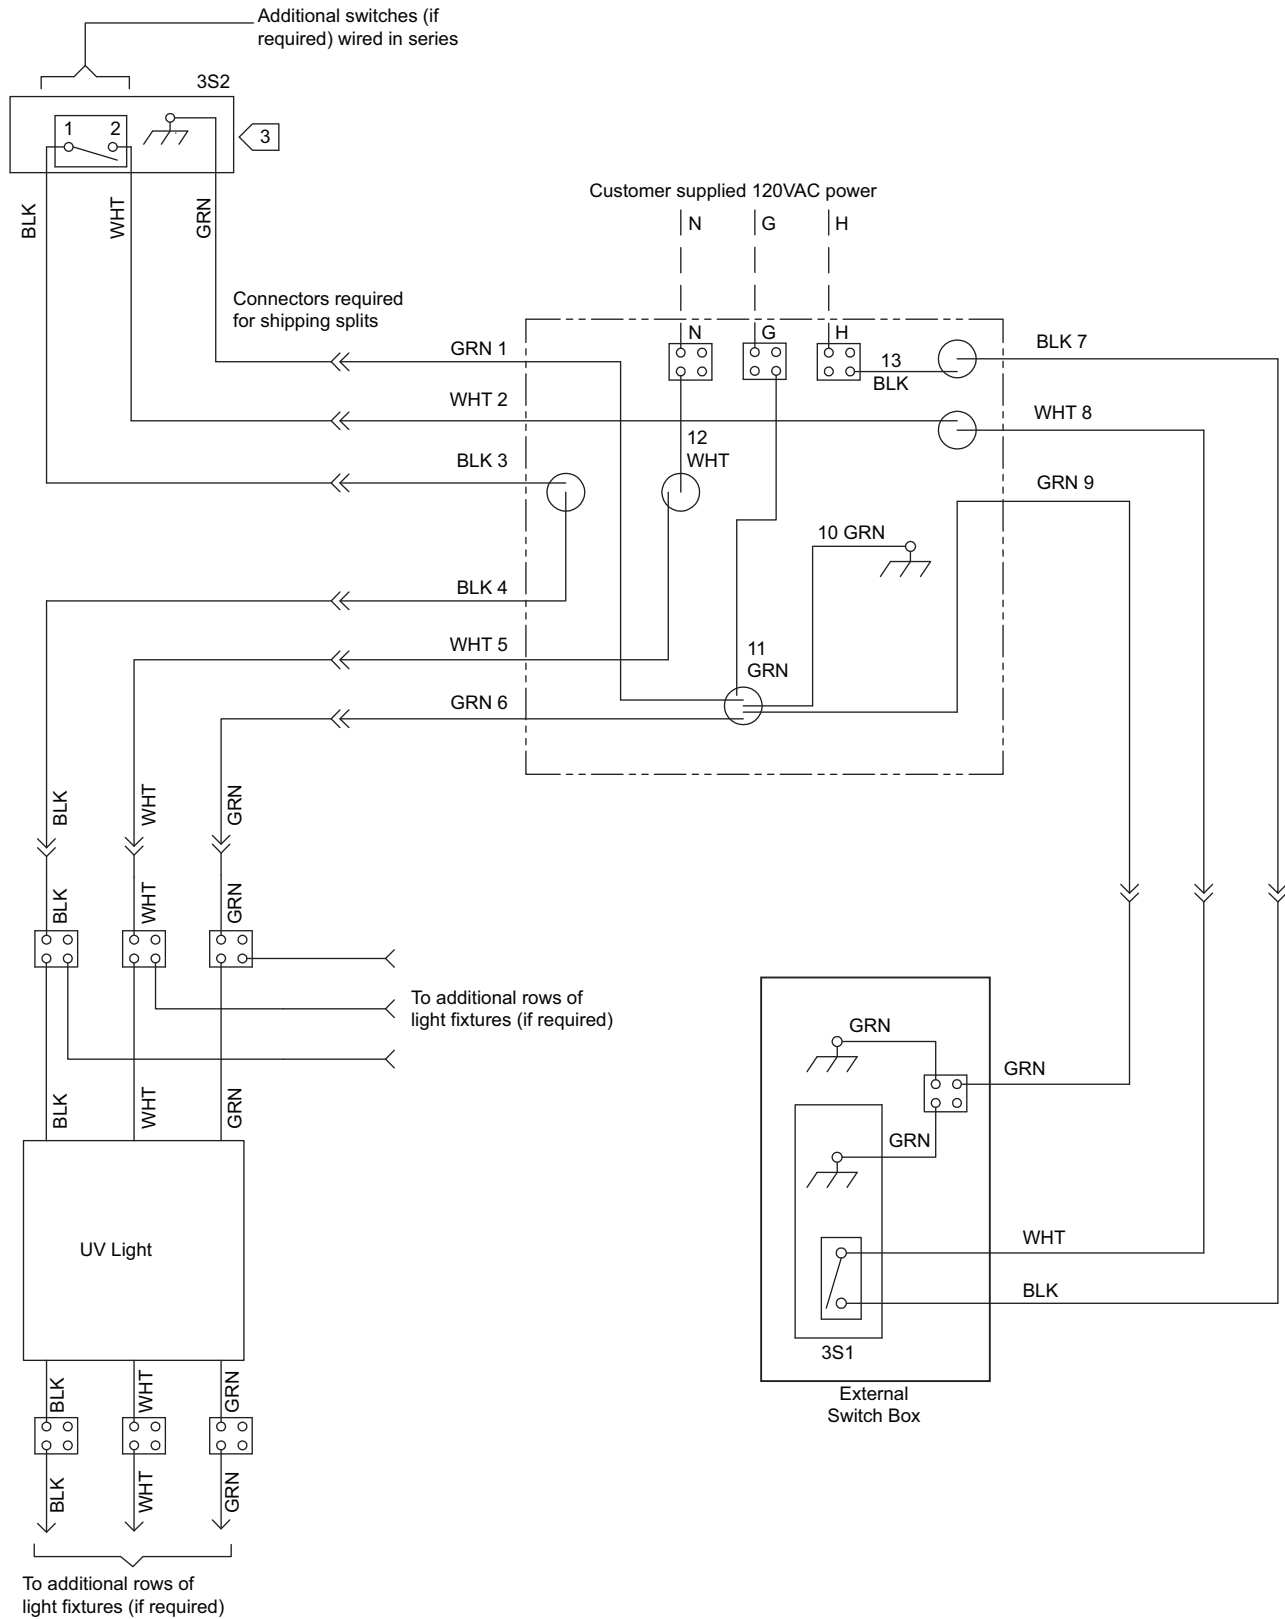 Additional switches (if
required) wired in series
3S2
1 2
3
BLK
WHT
GRN
Customer supplied 120VAC power
N G H
Connectors required
for shipping splits
N G H
GRN 1
13
BLK
BLK 7
WHT 2
WHT 8
12
WHT
BLK 3
GRN 9
10 GRN
BLK 4
WHT 5
11
GRN
GRN 6
BLK
WHT
GRN
BLK
WHT
GRN
To additional rows of
light fixtures (if required)
BLK
WHT
GRN
UV Light
GRN
GRN
GRN
WHT
BLK
3S1
External
Switch Box
BLK
WHT
GRN
BLK
WHT
GRN
To additional rows of
light fixtures (if required)